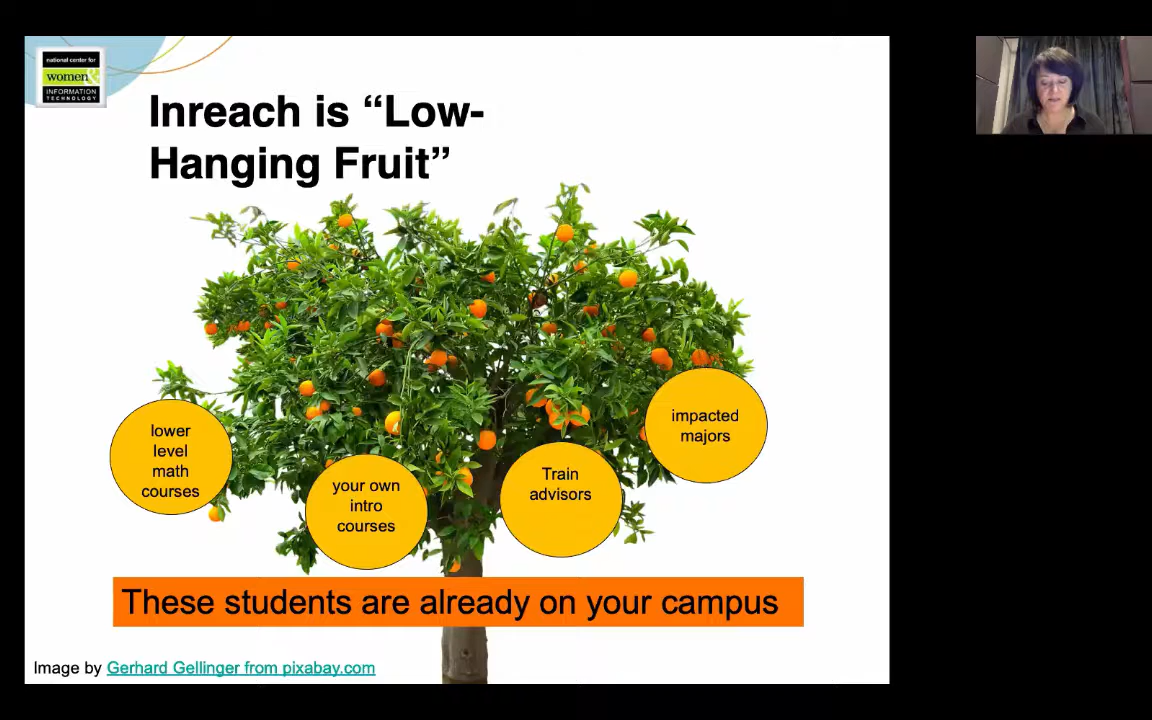 national center for
women&
INFORMATION
TECHNOLOGY
Inreach is “Low-
Hanging Fruit”
lower
level
math
courses
your own
intro
courses
Train
advisors
impacted
majors
These students are already on your campus
Image by Gerhard Gellinger from pixabay.com